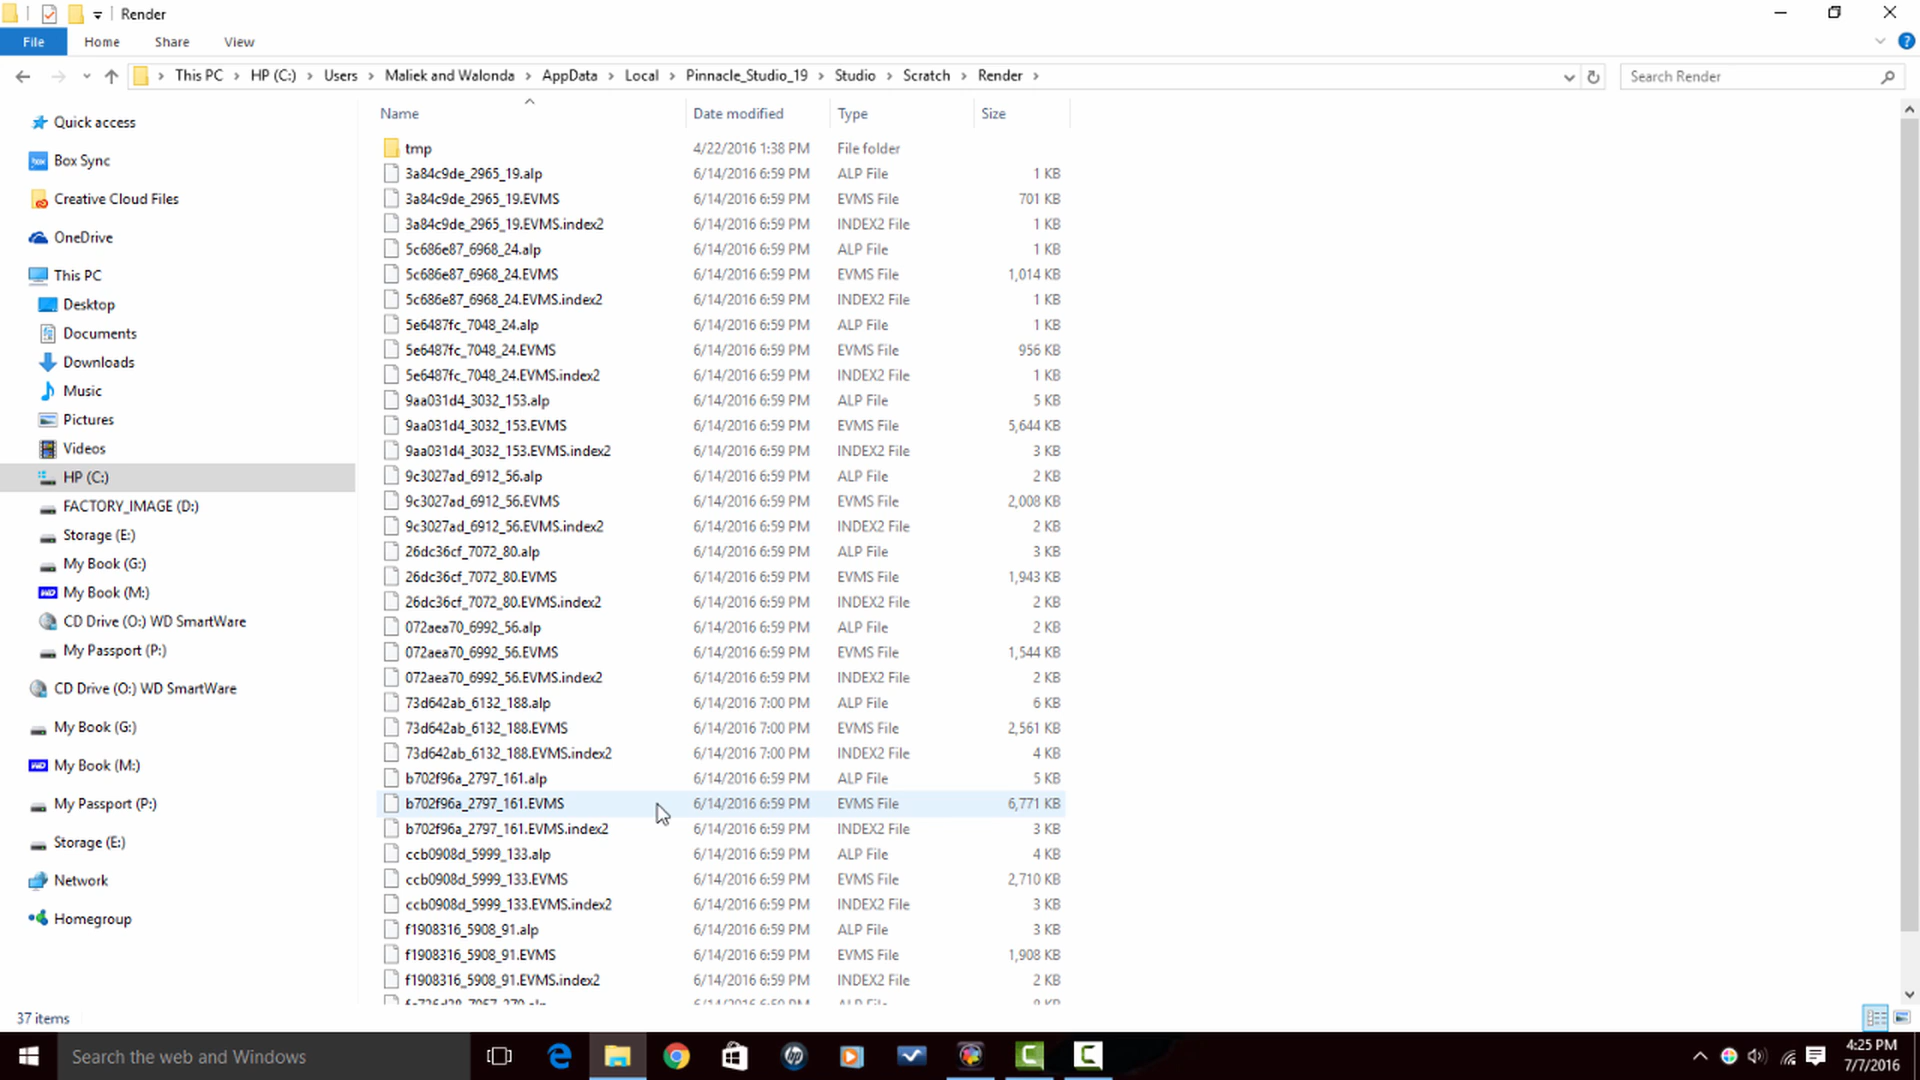 Render
File Home Share View
This PC HP (C:) Users Maliek and Walonda AppData Local Pinnacle_Studio_19 Studio Scratch Render Search Render
Quick access
Box Sync
Creative Cloud Files
OneDrive
This PC
Desktop
Documents
Downloads
Music
Pictures
Videos
HP (C:)
FACTORY_IMAGE (D:)
Storage (E:)
My Book (G:)
My Book (M:)
CD Drive (O:) WD SmartWare
My Passport (P:)
CD Drive (O:) WD SmartWare
My Book (G:)
My Book (M:)
My Passport (P:)
Storage (E:)
Network
Homegroup
Name Date modified Type Size
tmp 4/22/2016 1:38 PM File folder
3a84c9de_2965_19.alp 6/14/2016 6:59 PM ALP File 1 KB
3a84c9de_2965_19.EVMS 6/14/2016 6:59 PM EVMS File 701 KB
3a84c9de_2965_19.EVMS.index2 6/14/2016 6:59 PM INDEX2 File 1 KB
5c686e87_6968_24.alp 6/14/2016 6:59 PM ALP File 1 KB
5c686e87_6968_24.EVMS 6/14/2016 6:59 PM EVMS File 1,014 KB
5c686e87_6968_24.EVMS.index2 6/14/2016 6:59 PM INDEX2 File 1 KB
5e6487fc_7048_24.alp 6/14/2016 6:59 PM ALP File 1 KB
5e6487fc_7048_24.EVMS 6/14/2016 6:59 PM EVMS File 956 KB
5e6487fc_7048_24.EVMS.index2 6/14/2016 6:59 PM INDEX2 File 1 KB
9aa031d4_3032_153.alp 6/14/2016 6:59 PM ALP File 5 KB
9aa031d4_3032_153.EVMS 6/14/2016 6:59 PM EVMS File 5,644 KB
9aa031d4_3032_153.EVMS.index2 6/14/2016 6:59 PM INDEX2 File 3 KB
9c3027ad_6912_56.alp 6/14/2016 6:59 PM ALP File 2 KB
9c3027ad_6912_56.EVMS 6/14/2016 6:59 PM EVMS File 2,008 KB
9c3027ad_6912_56.EVMS.index2 6/14/2016 6:59 PM INDEX2 File 2 KB
26dc36cf_7072_80.alp 6/14/2016 6:59 PM ALP File 3 KB
26dc36cf_7072_80.EVMS 6/14/2016 6:59 PM EVMS File 1,943 KB
26dc36cf_7072_80.EVMS.index2 6/14/2016 6:59 PM INDEX2 File 2 KB
072aea70_6992_56.alp 6/14/2016 6:59 PM ALP File 2 KB
072aea70_6992_56.EVMS 6/14/2016 6:59 PM EVMS File 1,544 KB
072aea70_6992_56.EVMS.index2 6/14/2016 6:59 PM INDEX2 File 2 KB
73d642ab_6132_188.alp 6/14/2016 7:00 PM ALP File 6 KB
73d642ab_6132_188.EVMS 6/14/2016 7:00 PM EVMS File 2,561 KB
73d642ab_6132_188.EVMS.index2 6/14/2016 7:00 PM INDEX2 File 4 KB
b702f96a_2797_161.alp 6/14/2016 6:59 PM ALP File 5 KB
b702f96a_2797_161.EVMS 6/14/2016 6:59 PM EVMS File 6,771 KB
b702f96a_2797_161.EVMS.index2 6/14/2016 6:59 PM INDEX2 File 3 KB
ccb0908d_5999_133.alp 6/14/2016 6:59 PM ALP File 4 KB
ccb0908d_5999_133.EVMS 6/14/2016 6:59 PM EVMS File 2,710 KB
ccb0908d_5999_133.EVMS.index2 6/14/2016 6:59 PM INDEX2 File 3 KB
f1908316_5908_91.alp 6/14/2016 6:59 PM ALP File 3 KB
f1908316_5908_91.EVMS 6/14/2016 6:59 PM EVMS File 1,908 KB
f1908316_5908_91.EVMS.index2 6/14/2016 6:59 PM INDEX2 File 2 KB
37 items
Search the web and Windows
4:25 PM
7/7/2016